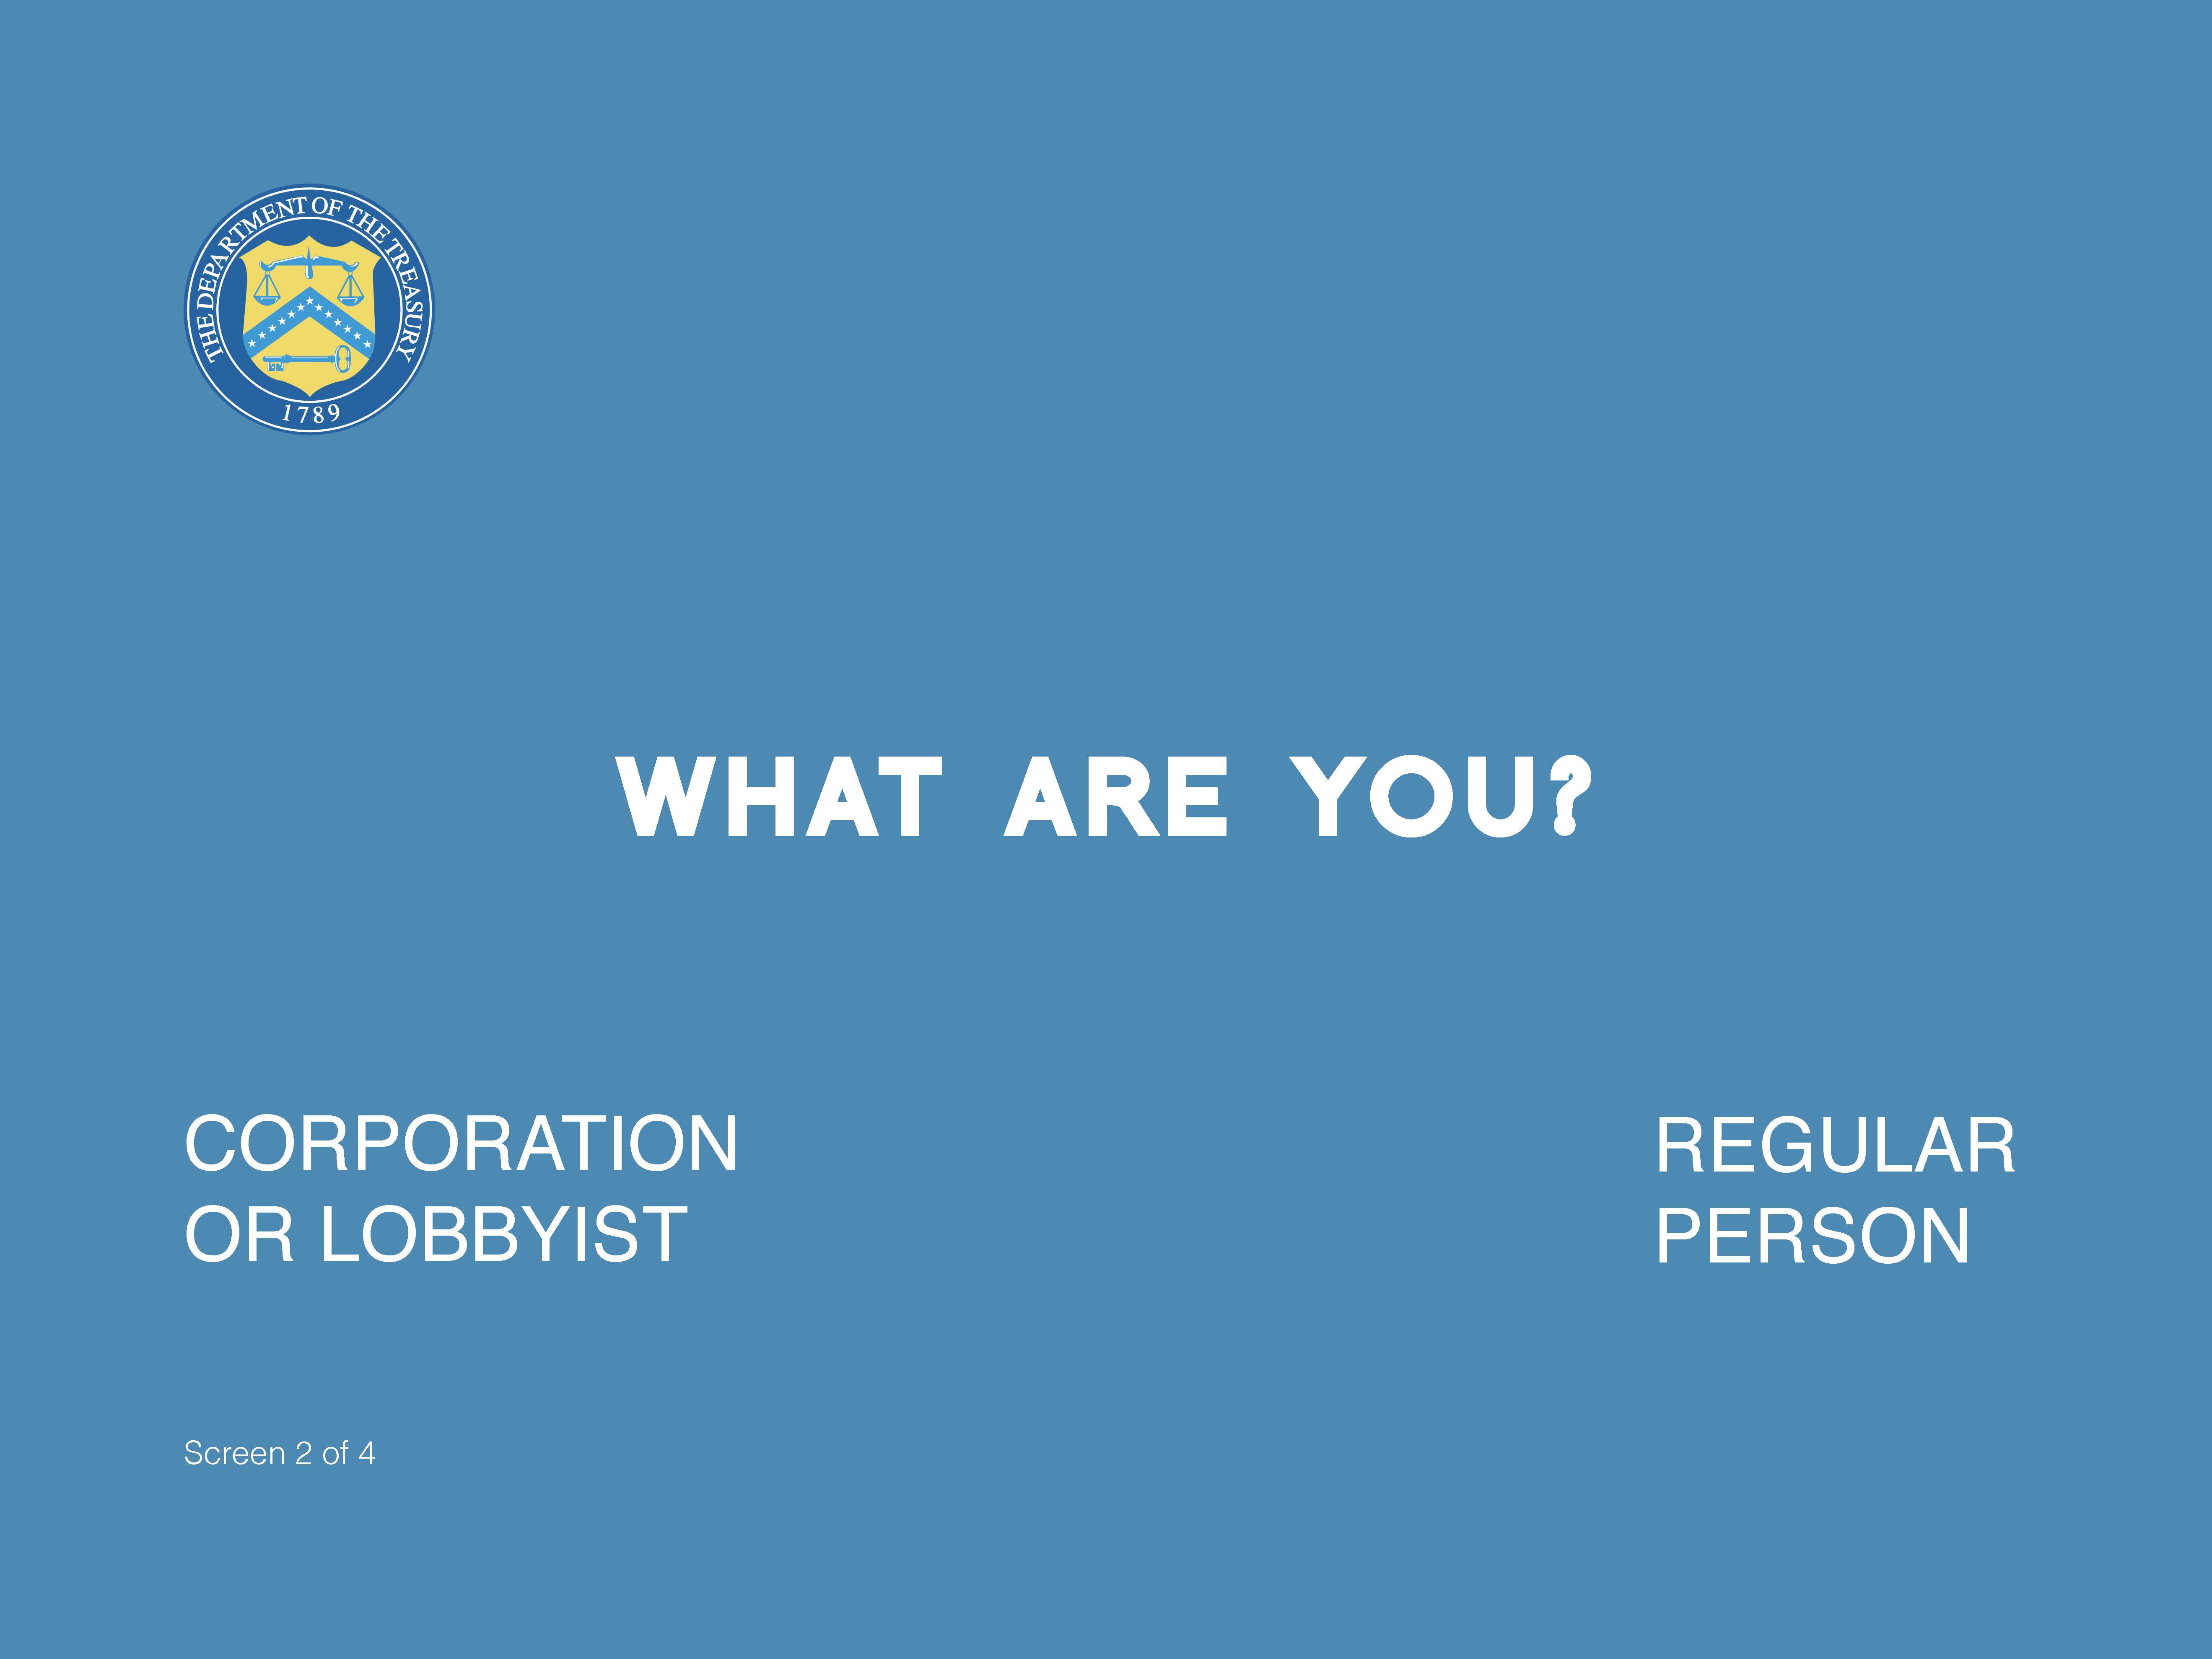 THE DEPARTMENT OF THE TREASURY
1789
WHAT ARE YOU?
CORPORATION
OR LOBBYIST
REGULAR
PERSON
Screen 2 of 4